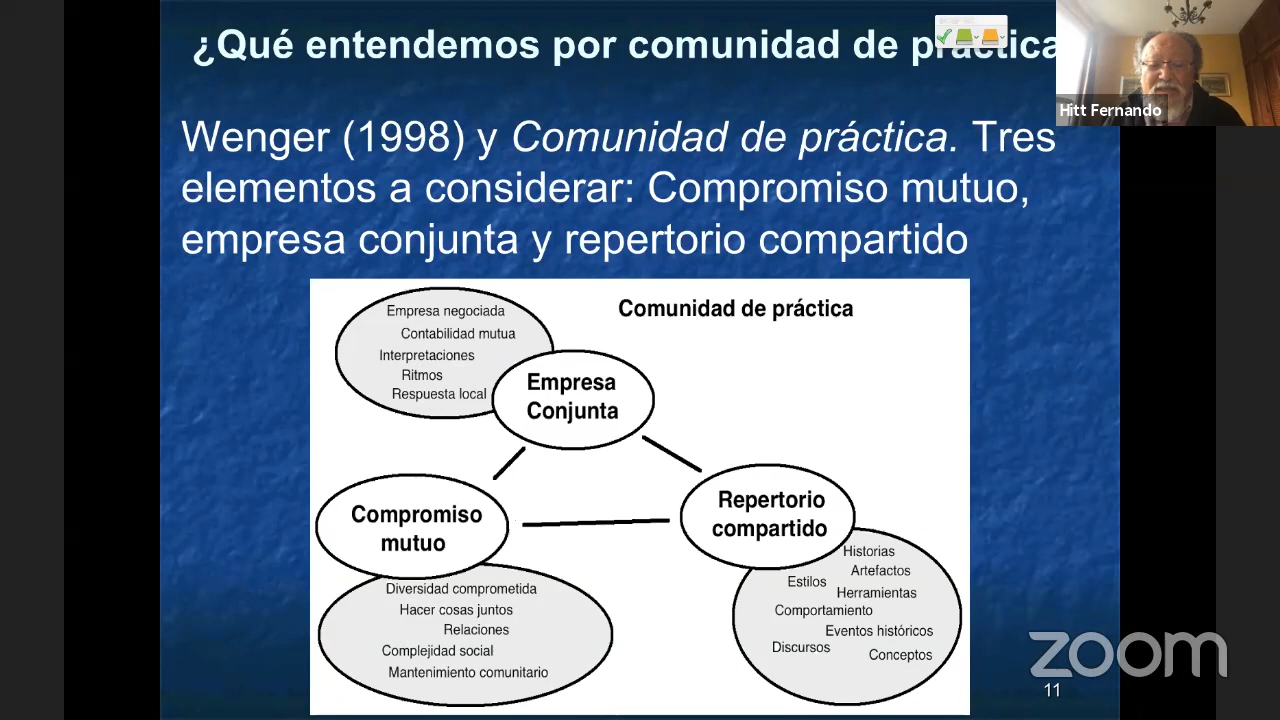 ¿Qué entendemos por comunidad de práctica
Hitt Fernando
Wenger (1998) y Comunidad de práctica. Tres
elementos a considerar: Compromiso mutuo,
empresa conjunta y repertorio compartido
Comunidad de práctica
Empresa negociada
Contabilidad mutua
Interpretaciones
Ritmos
Respuesta local
Empresa
Conjunta
Compromiso
mutuo
Repertorio
compartido
Diversidad comprometida
Hacer cosas juntos
Relaciones
Complejidad social
Mantenimiento comunitario
Historias
Artefactos
Estilos
Herramientas
Comportamiento
Eventos históricos
Discursos
Conceptos
zoom
11